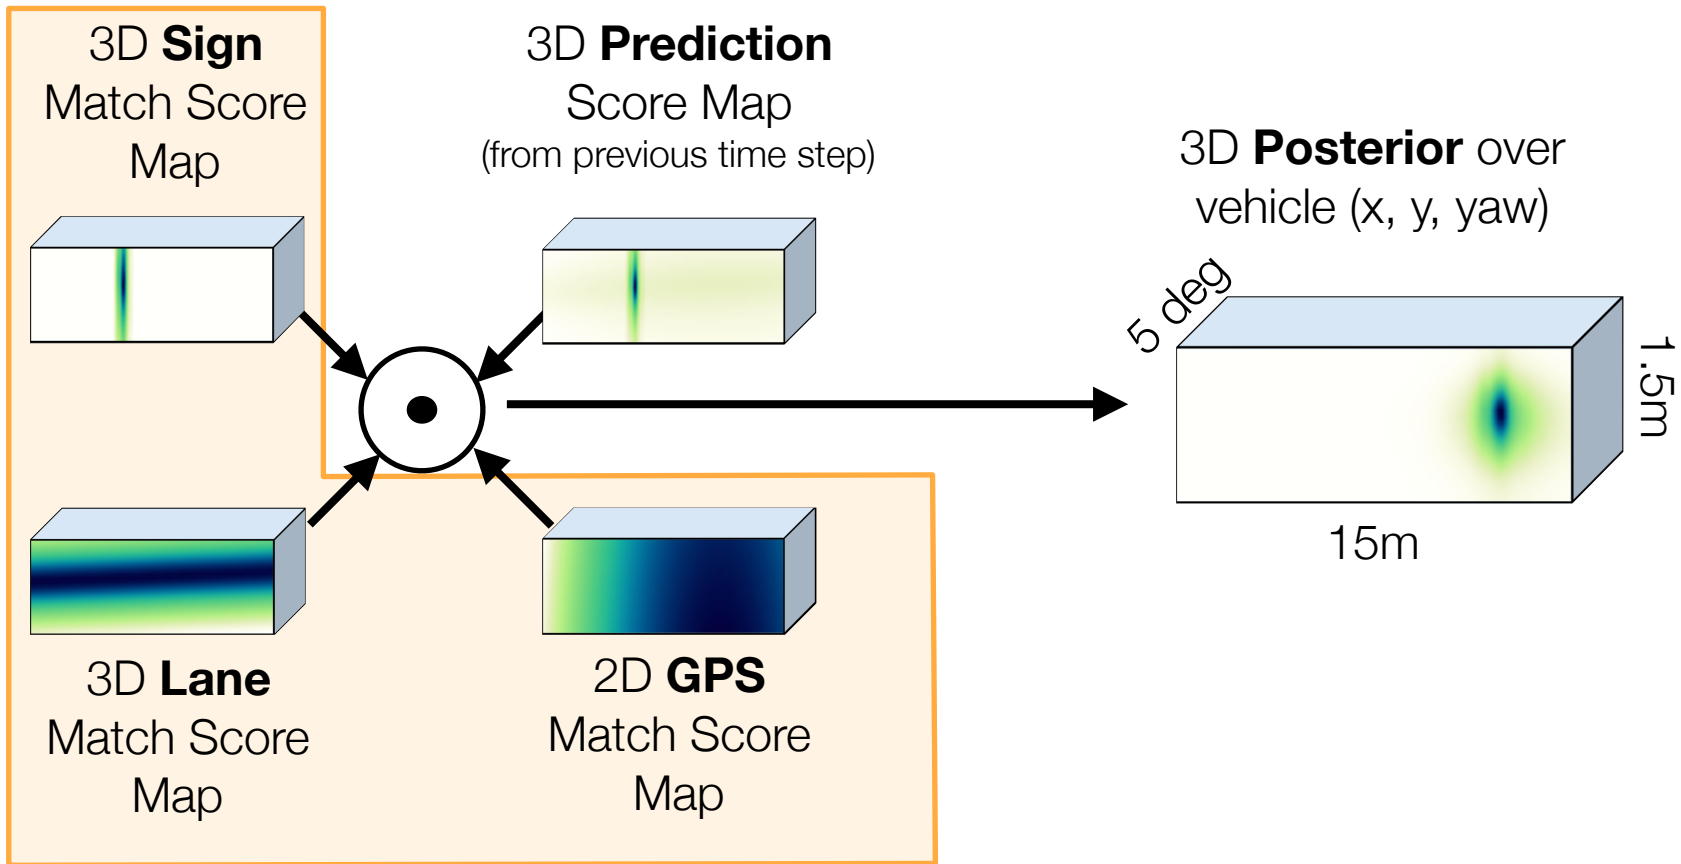 3D Sign
Match Score
Map
3D Prediction
Score Map
(from previous time step)
3D Posterior over
vehicle (x, y, yaw)
5 deg
1.5m
15m
3D Lane
Match Score
Map
2D GPS
Match Score
Map